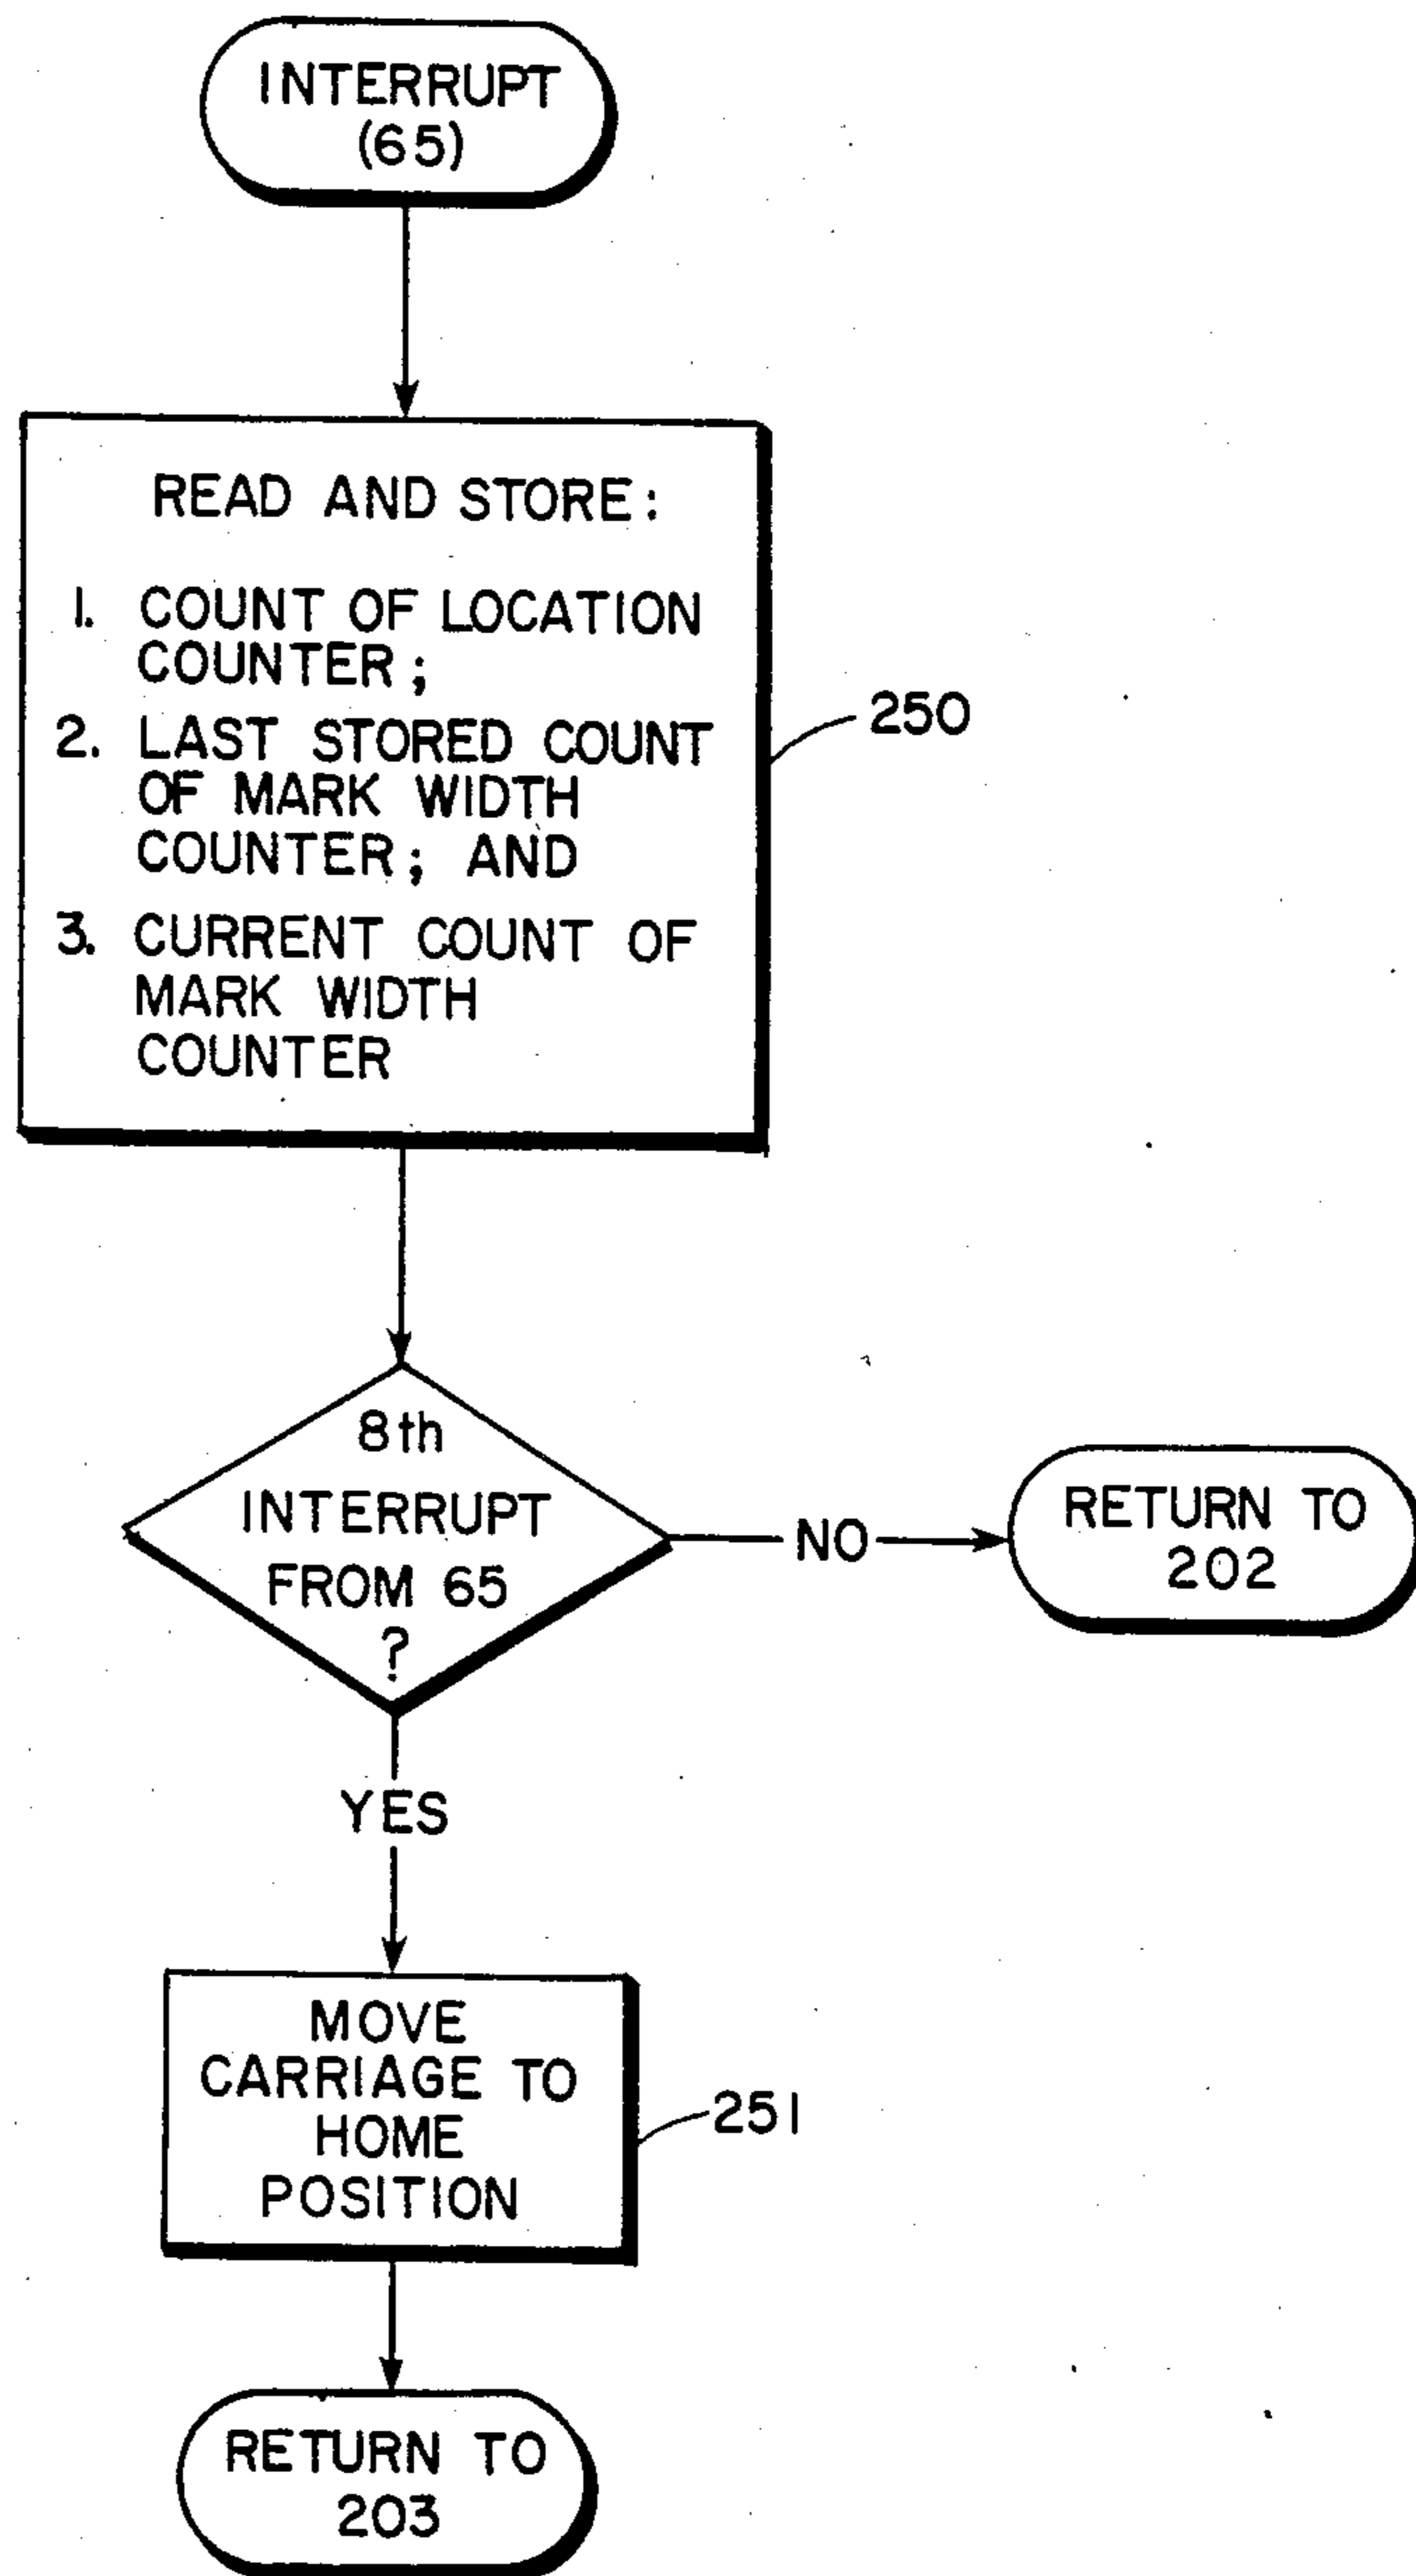 INTERRUPT
(65)
READ AND STORE:
1. COUNT OF LOCATION
COUNTER;
2. LAST STORED COUNT
OF MARK WIDTH
COUNTER; AND
3. CURRENT COUNT OF
MARK WIDTH
COUNTER
250
8th
INTERRUPT
FROM 65
?
NO
RETURN TO
202
YES
MOVE
CARRIAGE TO
HOME
POSITION
251
RETURN TO
203